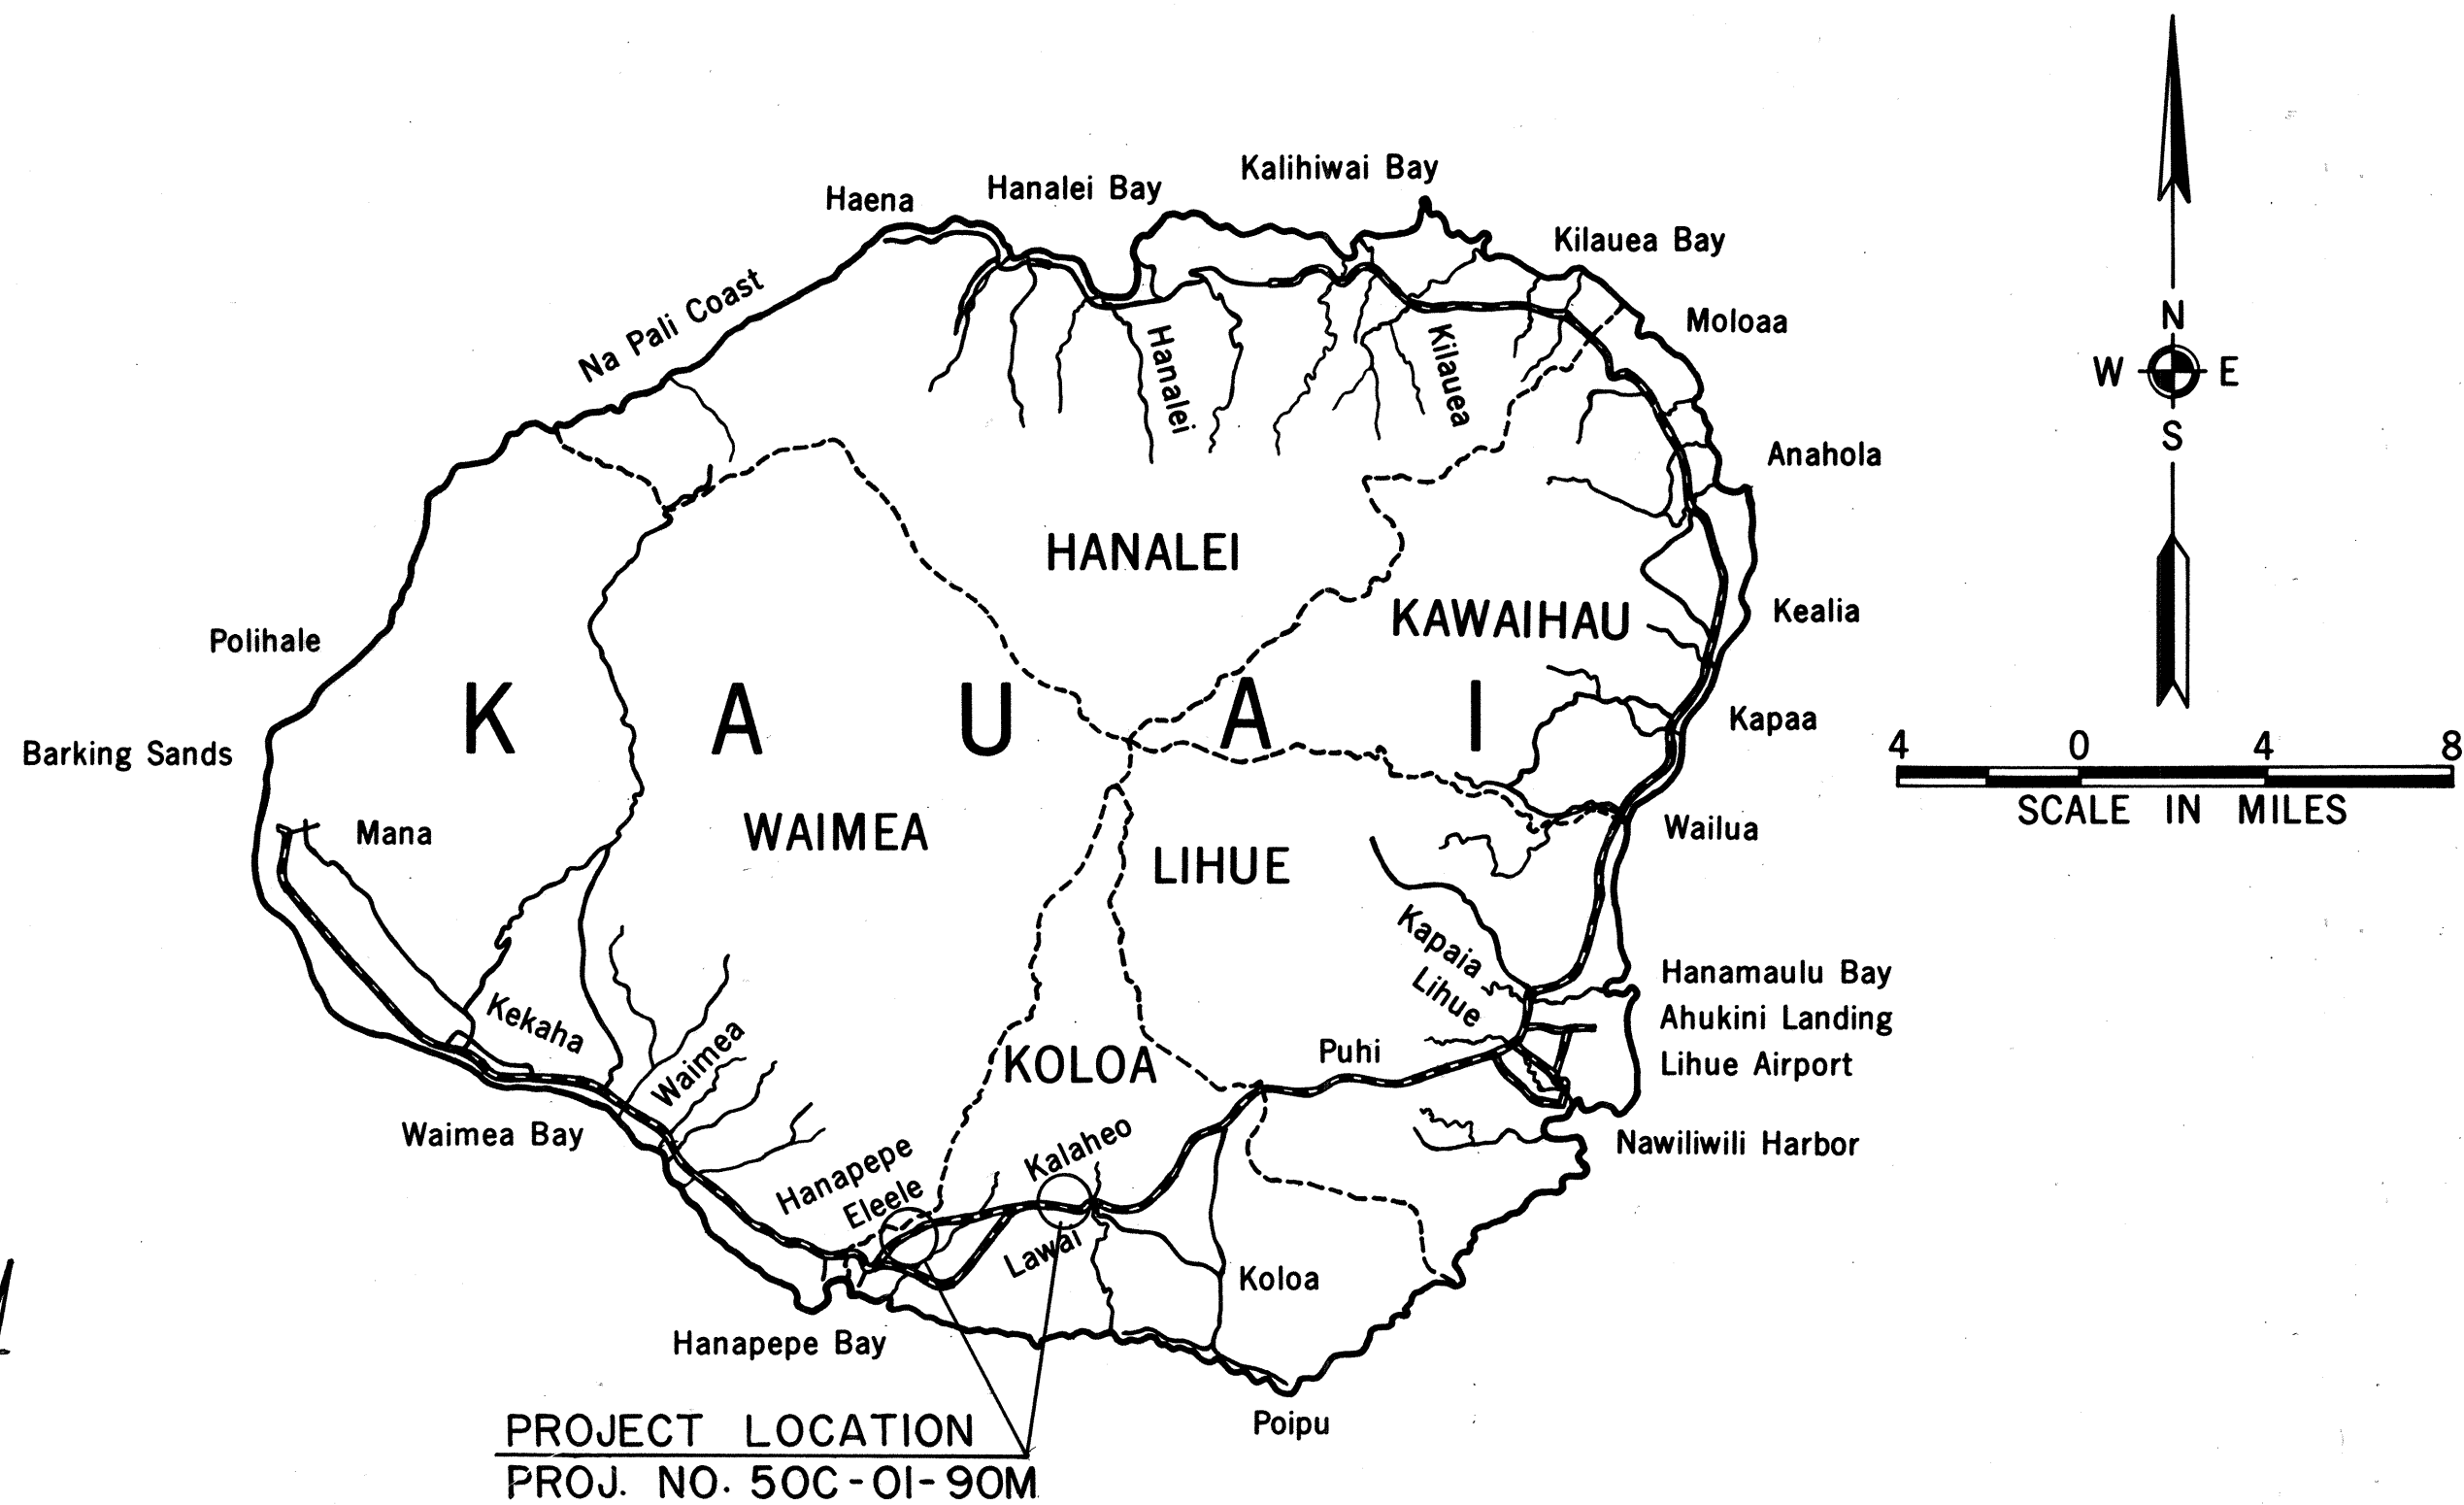 Kalihiwai Bay
Hanalei Bay
Haena
Kilauea Bay
Na Pali Coast
Moloaa
N
W E
S
Hanalei
Kilauea
Anahola
HANALEI
KAWAIHAU
Kealia
Polihale
K A U A I
Kapaa
Barking Sands
4 0 4 8
SCALE IN MILES
Mana
WAIMEA
Wailua
LIHUE
Kapaia
Lihue
Hanamaulu Bay
Ahukini Landing
Lihue Airport
Kekaha
Waimea
Puhi
KOLOA
Waimea Bay
Nawiliwili Harbor
Kalaheo
Hanapepe
Eleele
Lawai
Koloa
Hanapepe Bay
Poipu
PROJECT LOCATION
PROJ. NO. 50C-01-90M